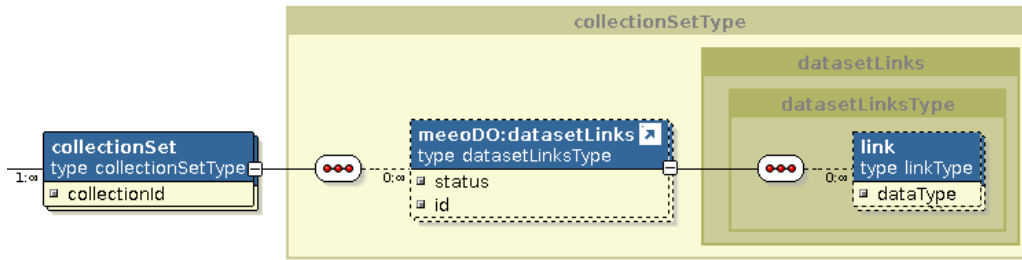 collectionSetType
datasetLinks
datasetLinksType
collectionSet
type collectionSetType
1:∞
collectionId
0:∞
meeoDO:datasetLinks
type datasetLinksType
status
id
0:∞
link
type linkType
dataType